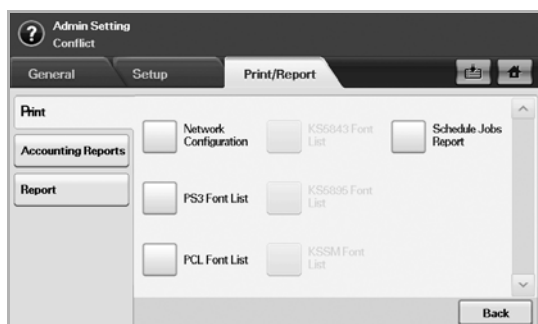 Admin Setting
Conflict
General
Setup
Print/Report
Print
Accounting Reports
Report
Network
Configuration
KS5843 Font
List
Schedule Jobs
Report
PS3 Font List
KS5895 Font
List
PCL Font List
KSSM Font
List
Back